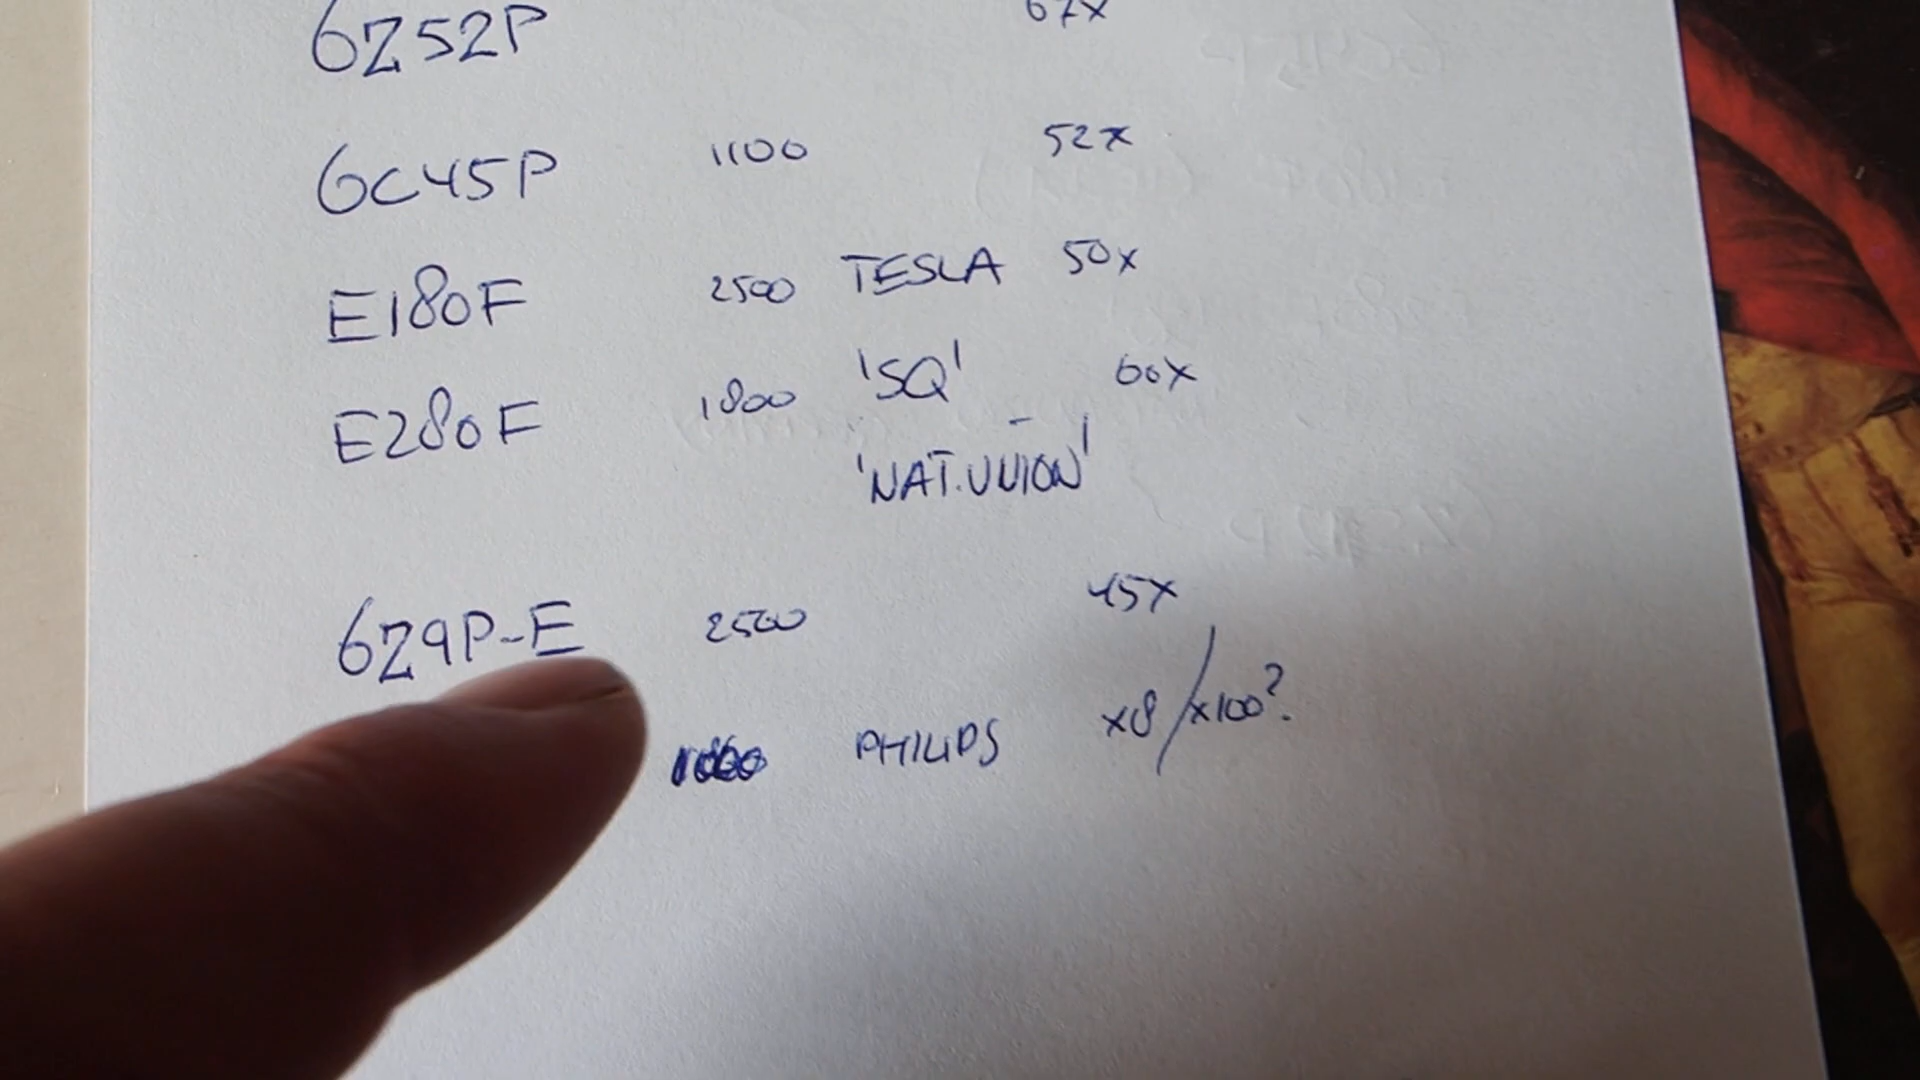 6Z52P 67x
6C45P 1100 52x
E180F 2500 TESLA 50x
E280F 1800 'SQ' 60x
'NAT.UNION'
6Z9P-E 2500 45x
PHILIPS x8/x100?